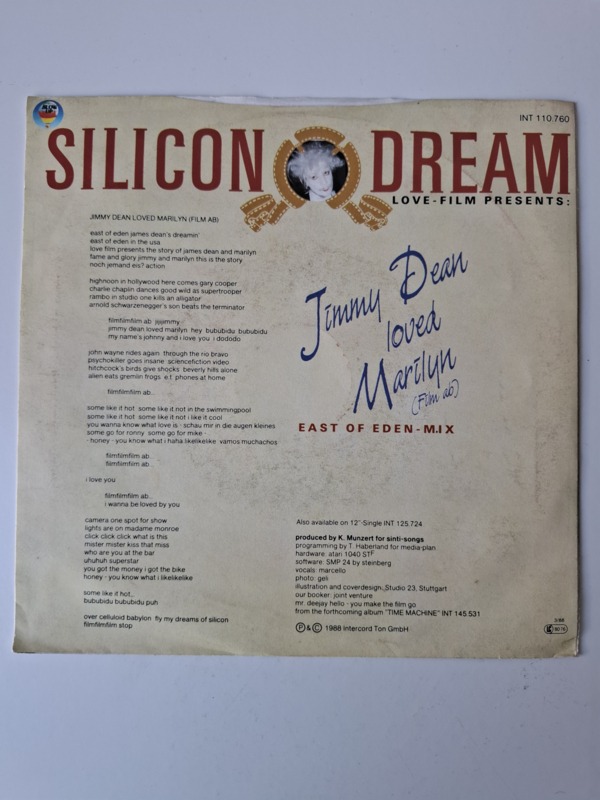 INT 110.760
SILICON DREAM
LOVE-FILM PRESENTS:
JIMMY DEAN LOVED MARILYN (FILM AB)
east of eden james dean's dreamin'
east of eden in the usa
love film presents the story of james dean and marilyn
fame and glory jimmy and marilyn this is the story
noch jemand eis? action
highnoon in hollywood here comes gary cooper
charlie chaplin dances good wild as supertrooper
rambo in studio one kills an alligator
arnold schwarzenegger's son beats the terminator
filmfilmfilm ab jijijimmy
jimmy dean loved marilyn hey bububidu bububidu
my name's johnny and i love you i dododo
john wayne rides again through the rio bravo
psychokiller goes insane sciencefiction video
hitchcock's birds give shocks beverly hills alone
alien eats gremlin frogs e.t. phones at home
filmfilmfilm ab..
some like it hot some like it not in the swimmingpool
some like it hot some like it not i like it cool
you wanna know what love is - schau mir in die augen kleines
some go for ronny some go for mike
- honey - you know what i haha likelikelike vamos muchachos
filmfilmfilm ab..
filmfilmfilm ab..
i love you
filmfilmfilm ab..
i wanna be loved by you
camera one spot for show
lights are on madame monroe
click click click what is this
mister mister kiss that miss
who are you at the bar
uhuhuh superstar
you got the money i got the bike
honey - you know what i likelikelike
some like it hot..
bububidu bububidu puh
over celluloid babylon fly my dreams of silicon
filmfilmfilm stop
Jimmy Dean
loved
Marilyn
(Film ab)
EAST OF EDEN-MIX
Also available on 12"-Single INT 125.724
produced by K. Munzert for sinti-songs
programming by T. Haberland for media-plan
hardware: atari 1040 STF
software: SMP 24 by steinberg
vocals: marcello
photo: geli
illustration and coverdesign: Studio 23, Stuttgart
our booker: joint venture
mr. deejay hello - you make the film go
from the forthcoming album "TIME MACHINE" INT 145 531
Ⓟ & © 1988 Intercord Ton GmbH